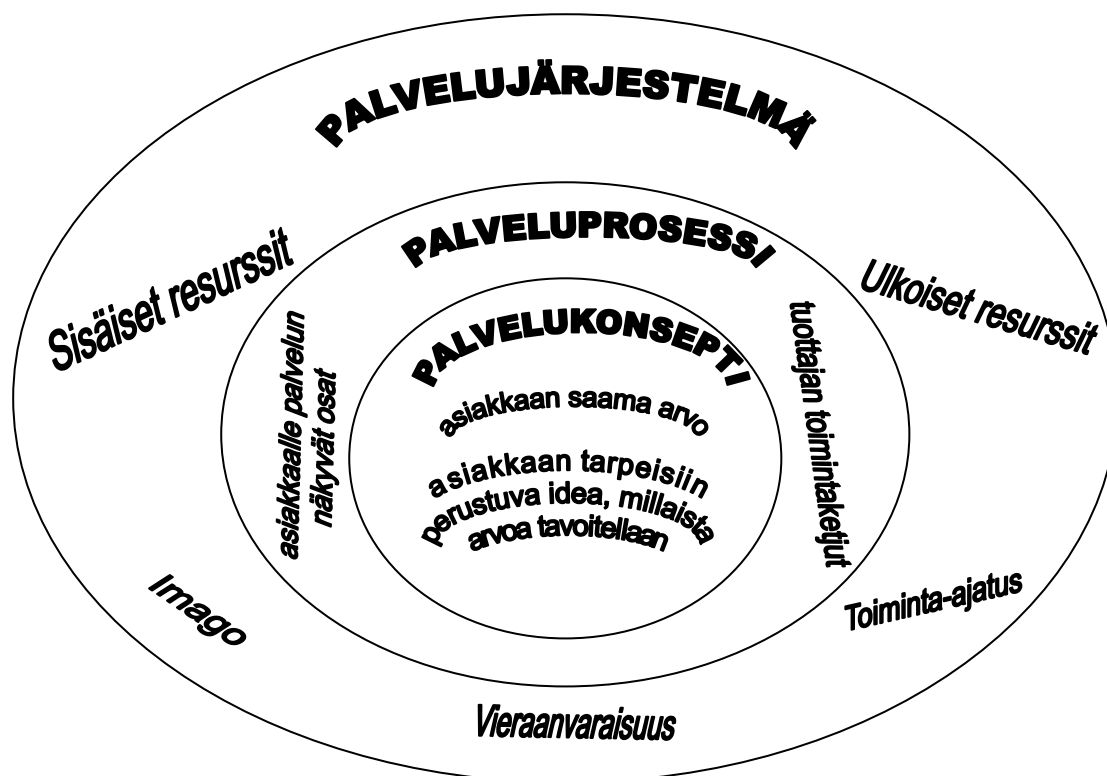 PALVELUJÄRJESTELMÄ
Sisäiset resurssit
Ulkoiset resurssit
PALVELUPROSESSI
asiakkaalle palvelun
näkyvät osat
tuottajan toimintaketjut
PALVELUKONSEPTI
asiakkaan saama arvo
asiakkaan tarpeisiin
perustuva idea, millaista
arvoa tavoitellaan
Imago
Toiminta-ajatus
Vieraanvaraisuus